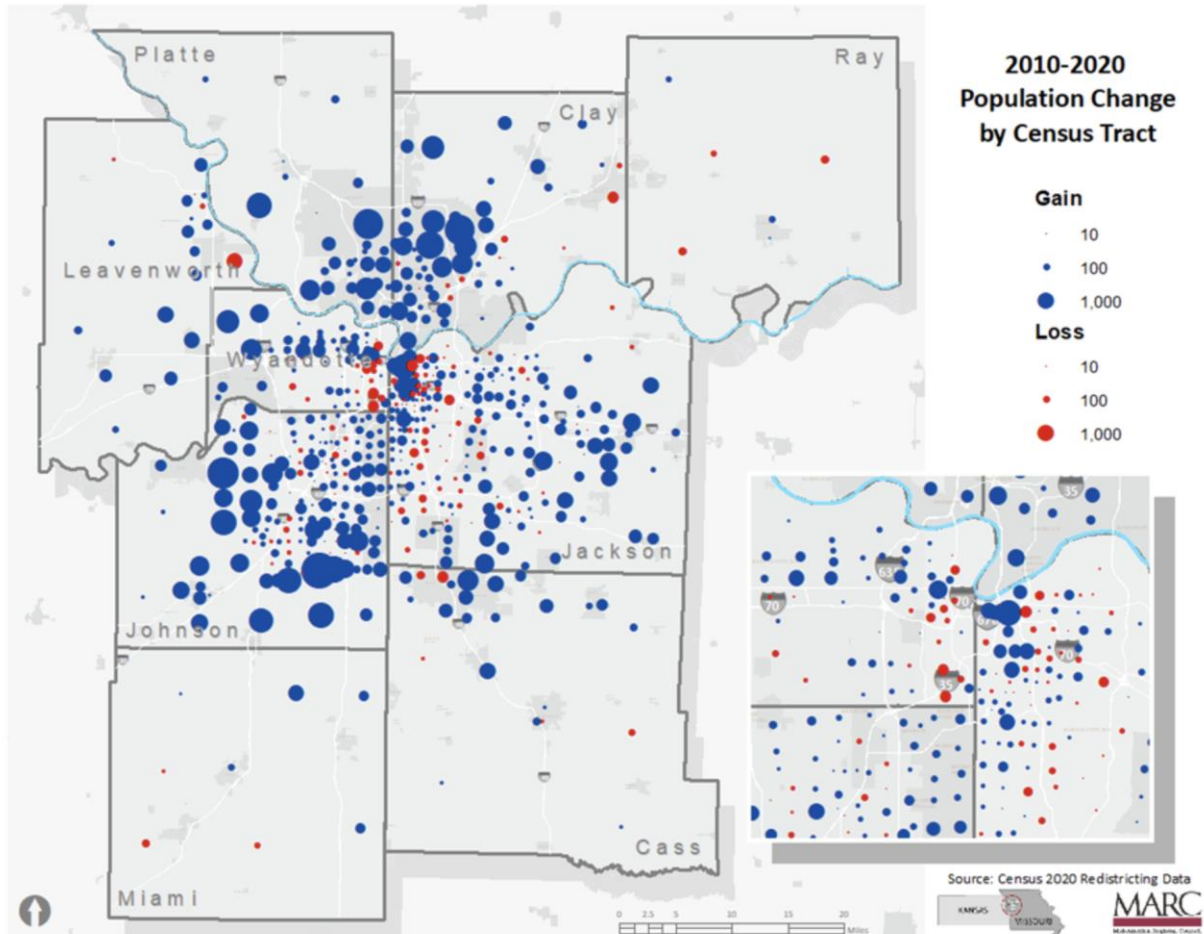 Platte
Ray
Clay
Leavenworth
Wyandotte
Jackson
Johnson
Cass
Miami
2010-2020
Population Change
by Census Tract
Gain
10
100
1,000
Loss
10
100
1,000
35
635
70
70
670
70
35
0 2.5 5 10 15 20
Miles
Source: Census 2020 Redistricting Data
KANSAS
MISSOURI
MARC